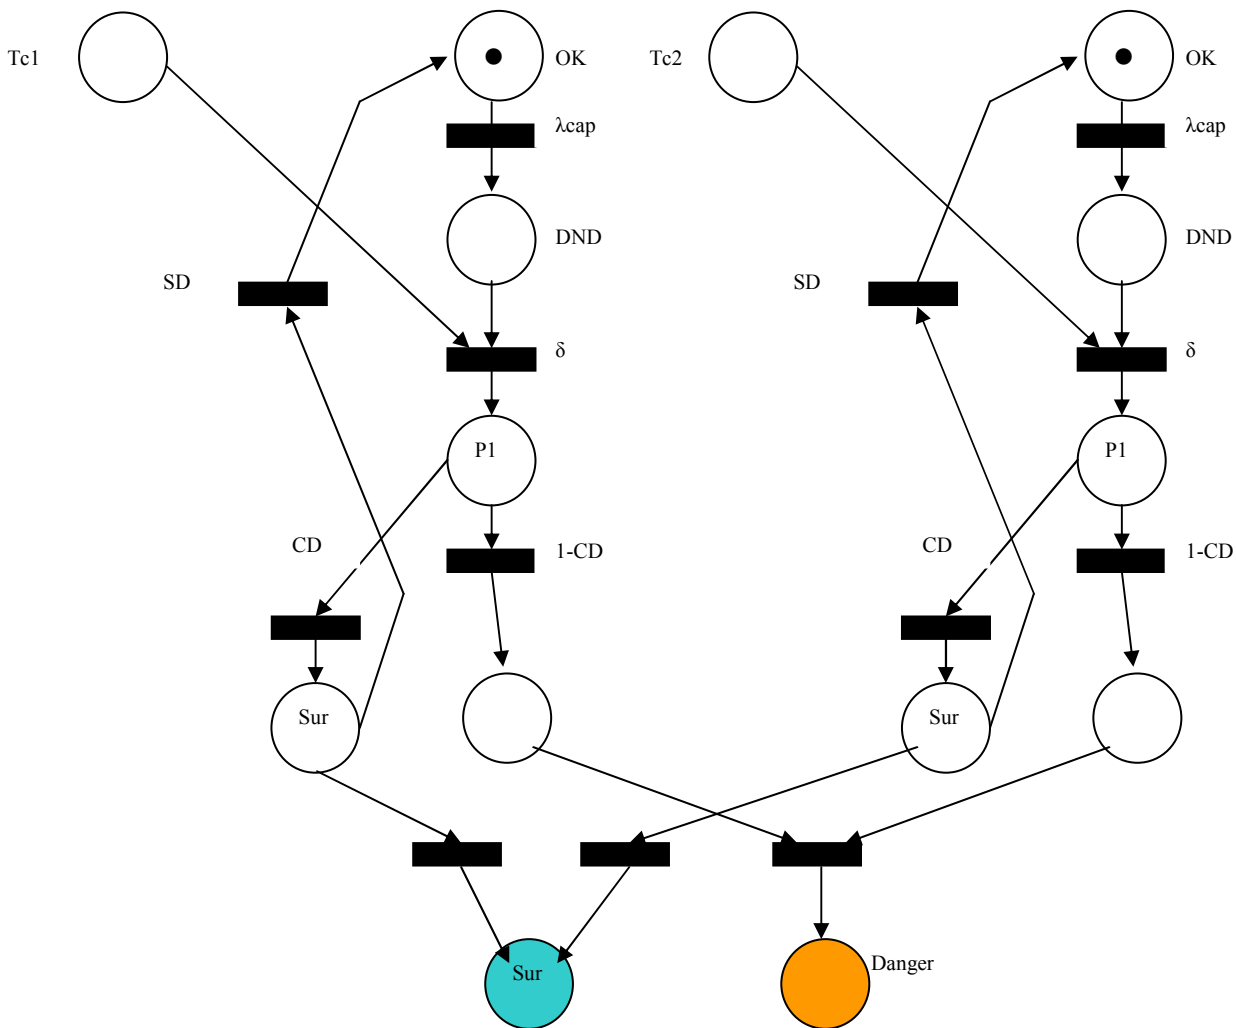 Tc1
OK
Tc2
OK
λcap
λcap
DND
DND
SD
SD
δ
δ
P1
P1
CD
1-CD
CD
1-CD
Sur
Sur
Sur
Danger